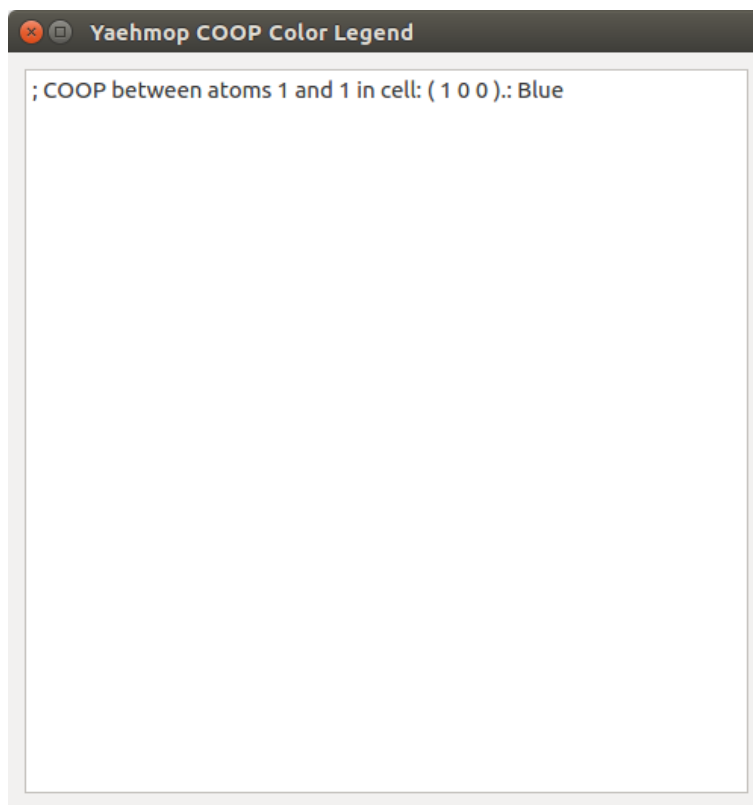 Yaehmop COOP Color Legend
; COOP between atoms 1 and 1 in cell: ( 1 0 0 ).: Blue